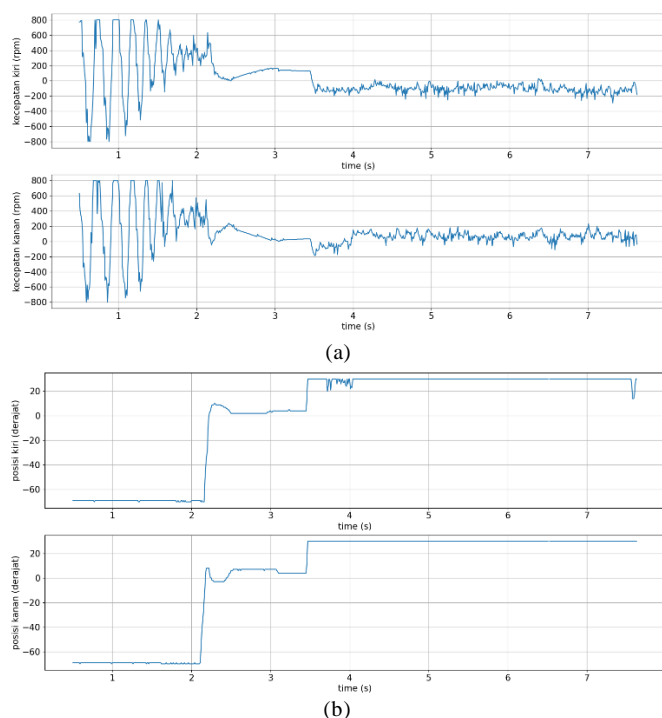 kecepatan kiri (rpm)
800
600
400
200
0
−200
−400
−600
−800
1 2 3 4 5 6 7
time (s)
kecepatan kanan (rpm)
800
600
400
200
0
−200
−400
−600
−800
1 2 3 4 5 6 7
time (s)
(a)
posisi kiri (derajat)
20
0
−20
−40
−60
1 2 3 4 5 6 7
time (s)
posisi kanan (derajat)
20
0
−20
−40
−60
1 2 3 4 5 6 7
time (s)
(b)